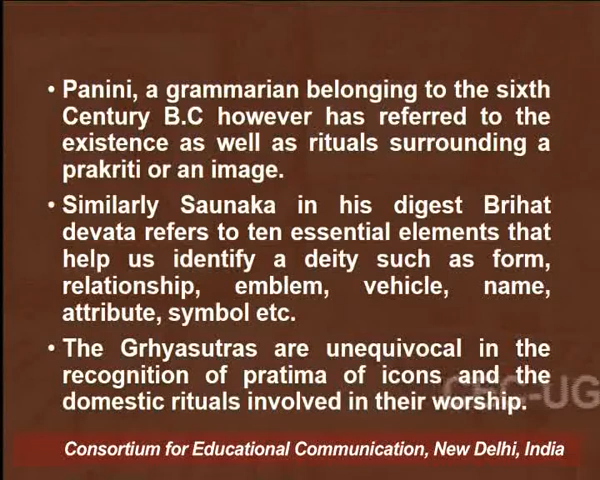 • Panini, a grammarian belonging to the sixth
Century B.C however has referred to the
existence as well as rituals surrounding a
prakriti or an image.
• Similarly Saunaka in his digest Brihat
devata refers to ten essential elements that
help us identify a deity such as form,
relationship, emblem, vehicle, name,
attribute, symbol etc.
• The Grhyasutras are unequivocal in the
recognition of pratima of icons and the
domestic rituals involved in their worship.
CEC-UG
Consortium for Educational Communication, New Delhi, India